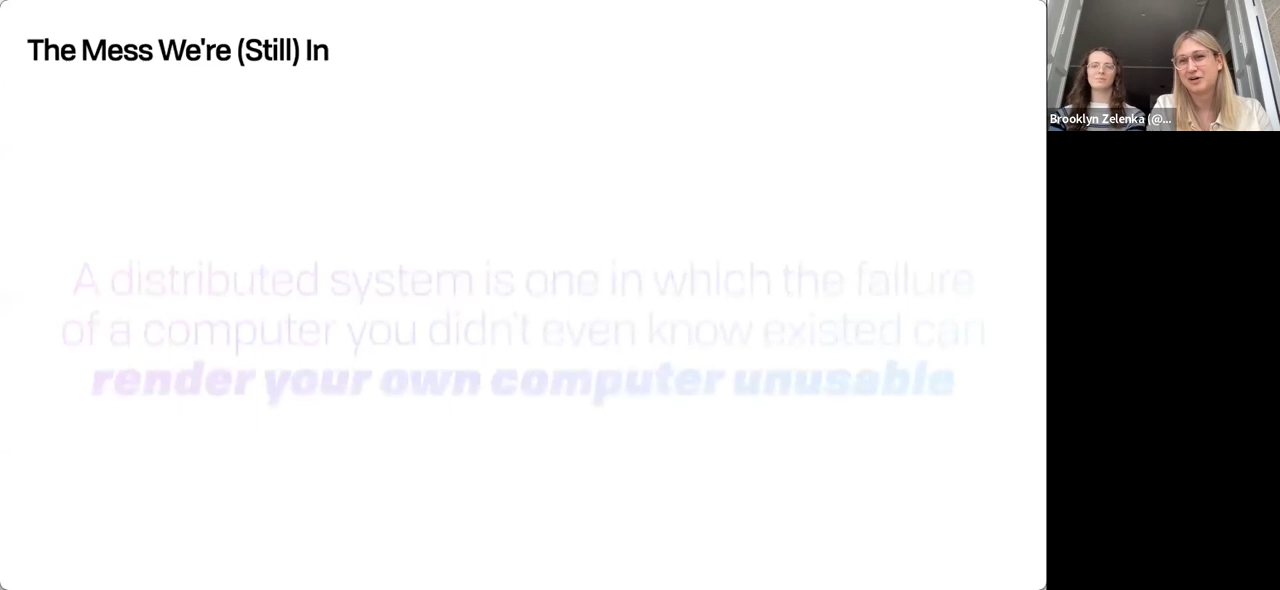 The Mess We're (Still) In
A distributed system is one in which the failure
of a computer you didn't even know existed can
render your own computer unusable
Brooklyn Zelenka (@...